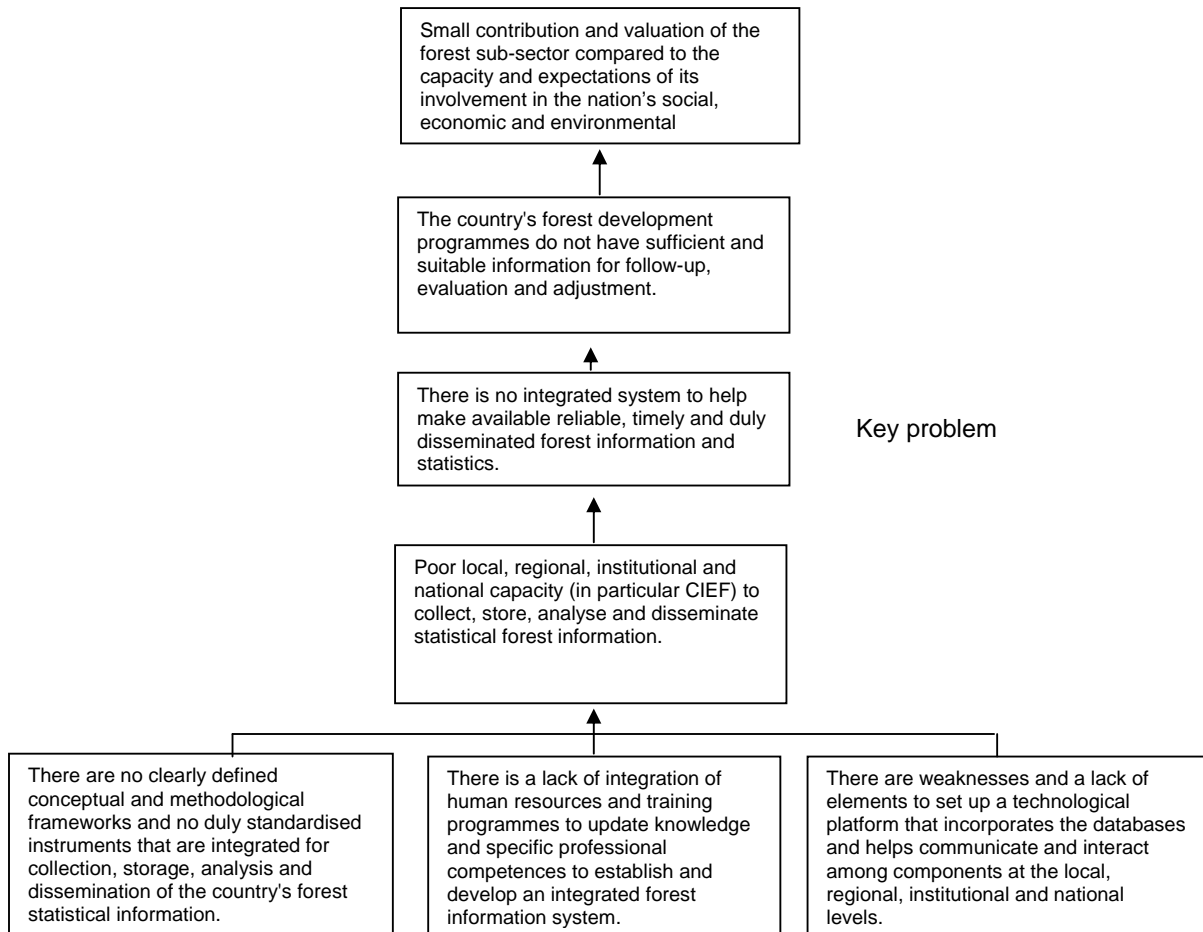 Small contribution and valuation of the
forest sub-sector compared to the
capacity and expectations of its
involvement in the nation's social,
economic and environmental
The country's forest development
programmes do not have sufficient and
suitable information for follow-up,
evaluation and adjustment.
There is no integrated system to help
make available reliable, timely and duly
disseminated forest information and
statistics.
Key problem
Poor local, regional, institutional and
national capacity (in particular CIEF) to
collect, store, analyse and disseminate
statistical forest information.
There are no clearly defined
conceptual and methodological
frameworks and no duly standardised
instruments that are integrated for
collection, storage, analysis and
dissemination of the country's forest
statistical information.
There is a lack of integration of
human resources and training
programmes to update knowledge
and specific professional
competences to establish and
develop an integrated forest
information system.
There are weaknesses and a lack of
elements to set up a technological
platform that incorporates the databases
and helps communicate and interact
among components at the local,
regional, institutional and national
levels.